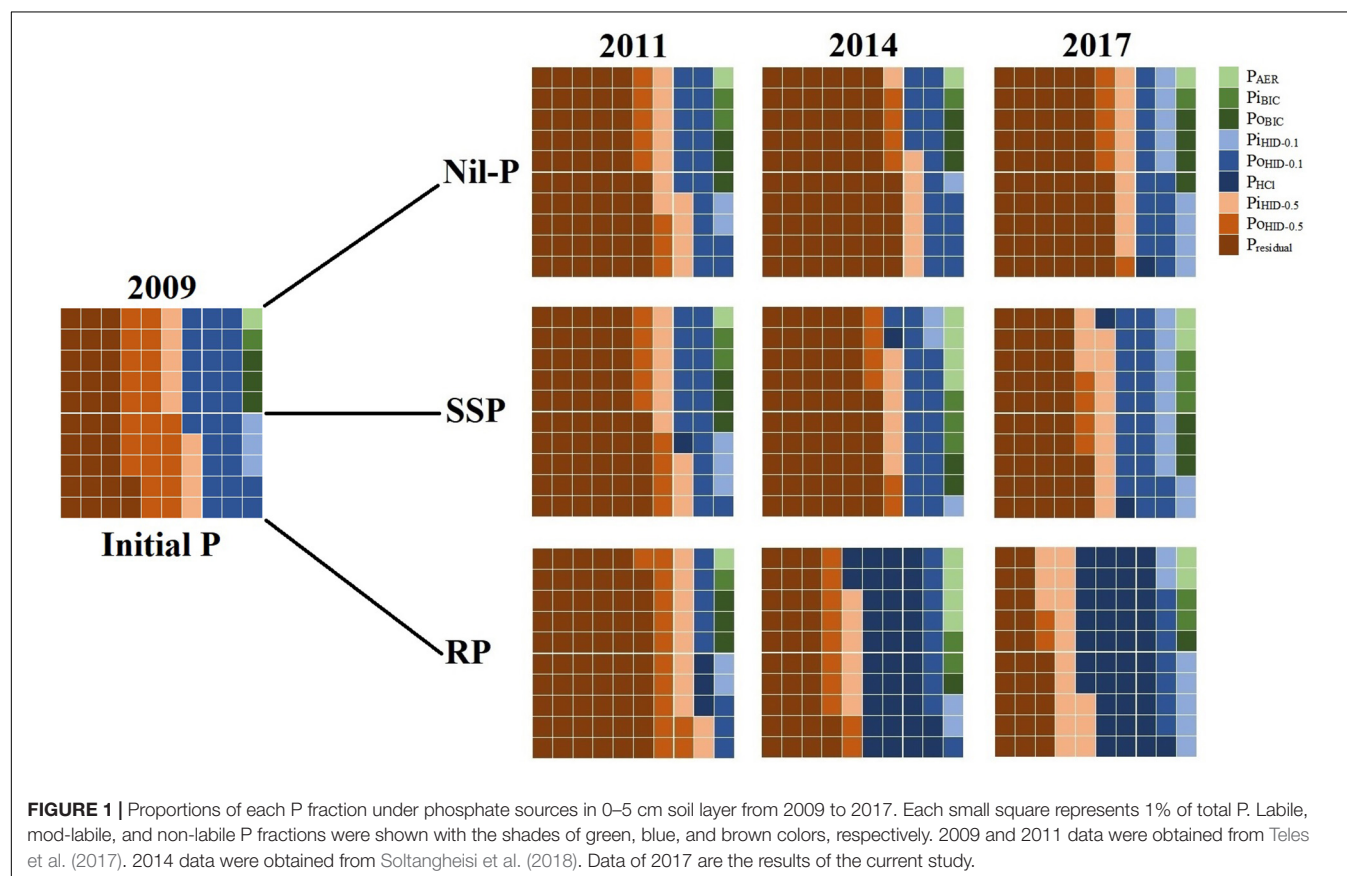 2011
2014
2017
PAER
PiBIC
PoBIC
PiHID-0.1
PoHID-0.1
PHCl
PiHID-0.5
PoHID-0.5
Presidual
Nil-P
2009
SSP
Initial P
RP
FIGURE 1 | Proportions of each P fraction under phosphate sources in 0–5 cm soil layer from 2009 to 2017. Each small square represents 1% of total P. Labile,
mod-labile, and non-labile P fractions were shown with the shades of green, blue, and brown colors, respectively. 2009 and 2011 data were obtained from Teles
et al. (2017). 2014 data were obtained from Soltangheisi et al. (2018). Data of 2017 are the results of the current study.